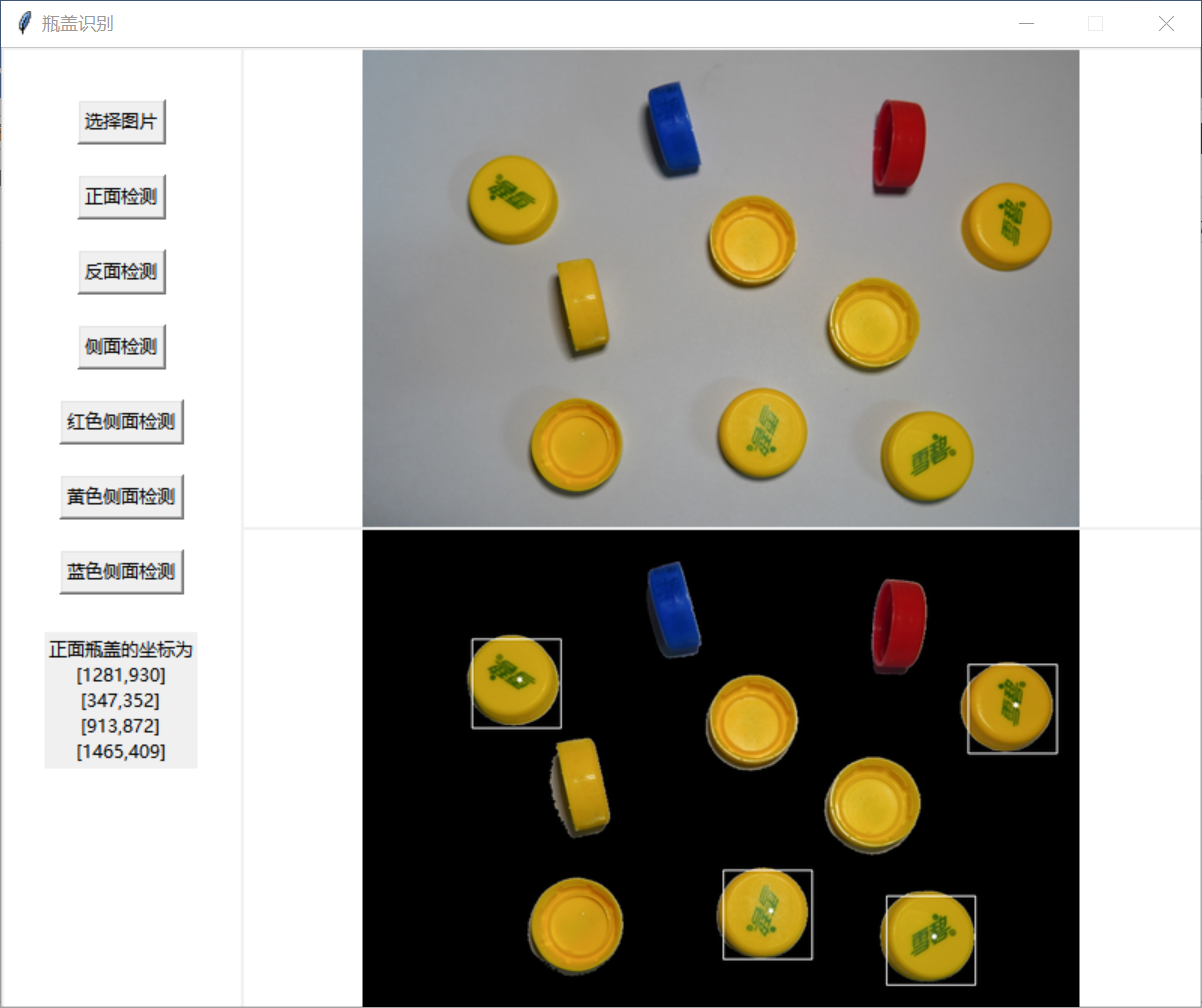 瓶盖识别
选择图片
正面检测
反面检测
侧面检测
红色侧面检测
黄色侧面检测
蓝色侧面检测
正面瓶盖的坐标为
[1281,930]
[347,352]
[913,872]
[1465,409]